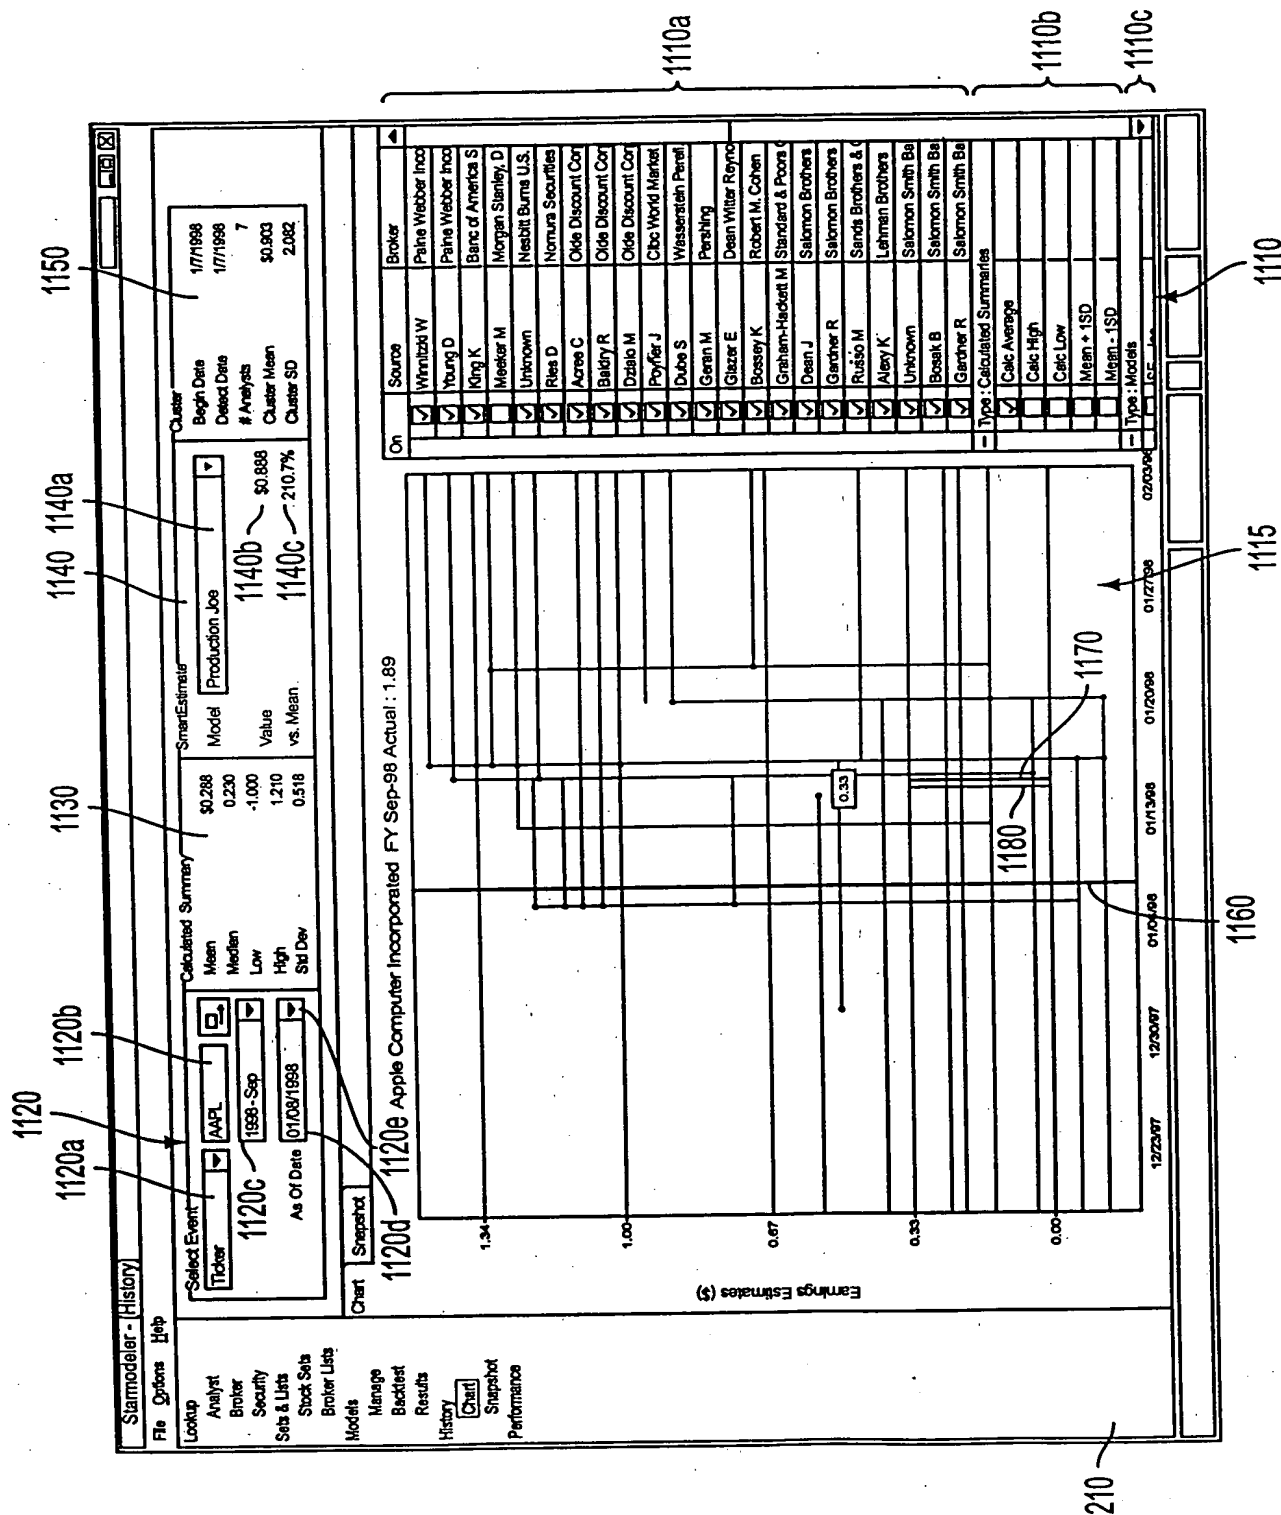 Starmodeler - [History]
File Options Help
Lookup
Analyst
Broker
Security
Sets & Lists
Stock Sets
Broker Lists
Models
Manage
Backtest
Results
History
Chart
Snapshot
Performance
210
1120
1120a
1120b
Select Event
Ticker
AAPL
1120c
1998-Sep
As Of Date 01/08/1998
1120d
1120e
1130
Calculated Summary
Mean $0.288
Median 0.230
Low -1.000
High 1.210
Std Dev 0.518
1140
1140a
SmartEstimate
Model Production Joe
1140b
Value $0.888
1140c
vs. Mean 210.7%
1150
Cluster
Begin Date 1/7/1998
Detect Date 1/7/1998
# Analysts 7
Cluster Mean $0.903
Cluster SD 2.082
Chart Snapshot
Apple Computer Incorporated FY Sep-98 Actual : 1.89
Earnings Estimates ($)
1.34
1.00
0.67
0.33
0.00
0.33
12/23/97 12/30/97 01/06/98 01/13/98 01/20/98 01/27/98 02/03/98
1160
1180
1170
1115
1110
1110a
1110b
1110c
On Source Broker
Winnitzki W Paine Webber Inco
Young D Paine Webber Inco
King K Banc of America S
Meeker M Morgan Stanley, D
Unknown Nesbitt Burns U.S.
Ries D Nomura Securities
Acree C Olde Discount Cor
Baldry R Olde Discount Cor
Dzialo M Olde Discount Cor
Poyfier J Cibc World Market
Dube S Wasserstein Perell
Geran M Pershing
Glazer E Dean Witter Reyno
Bossey K Robert M. Cohen
Graham-Hackett M Standard & Poors
Dean J Salomon Brothers
Gardner R Salomon Brothers
Russo M Sands Brothers &
Alexy K Lehman Brothers
Unknown Salomon Smith Ba
Bosak B Salomon Smith Ba
Gardner R Salomon Smith Ba
Type : Calculated Summaries
Calc Average
Calc High
Calc Low
Mean + 1SD
Mean - 1SD
Type : Models